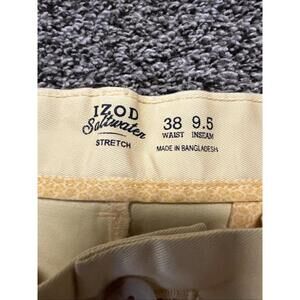 IZOD
Saltwater
STRETCH
38 9.5
WAIST INSEAM
MADE IN BANGLADESH